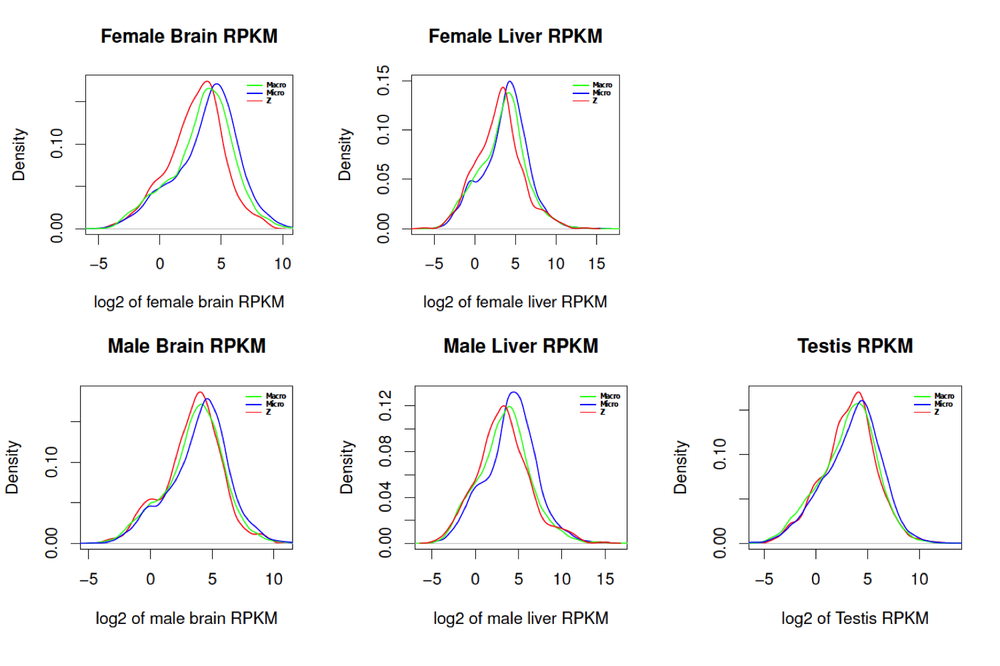 Female Brain RPKM
Density
0.00 0.10
Macro
Micro
Z
−5 0 5 10
log2 of female brain RPKM
Female Liver RPKM
Density
0.00 0.05 0.10 0.15
Macro
Micro
Z
−5 0 5 10 15
log2 of female liver RPKM
Male Brain RPKM
Density
0.00 0.10
Macro
Micro
Z
−5 0 5 10
log2 of male brain RPKM
Male Liver RPKM
Density
0.00 0.04 0.08 0.12
Macro
Micro
Z
−5 0 5 10 15
log2 of male liver RPKM
Testis RPKM
Density
0.00 0.10
Macro
Micro
Z
−5 0 5 10
log2 of Testis RPKM